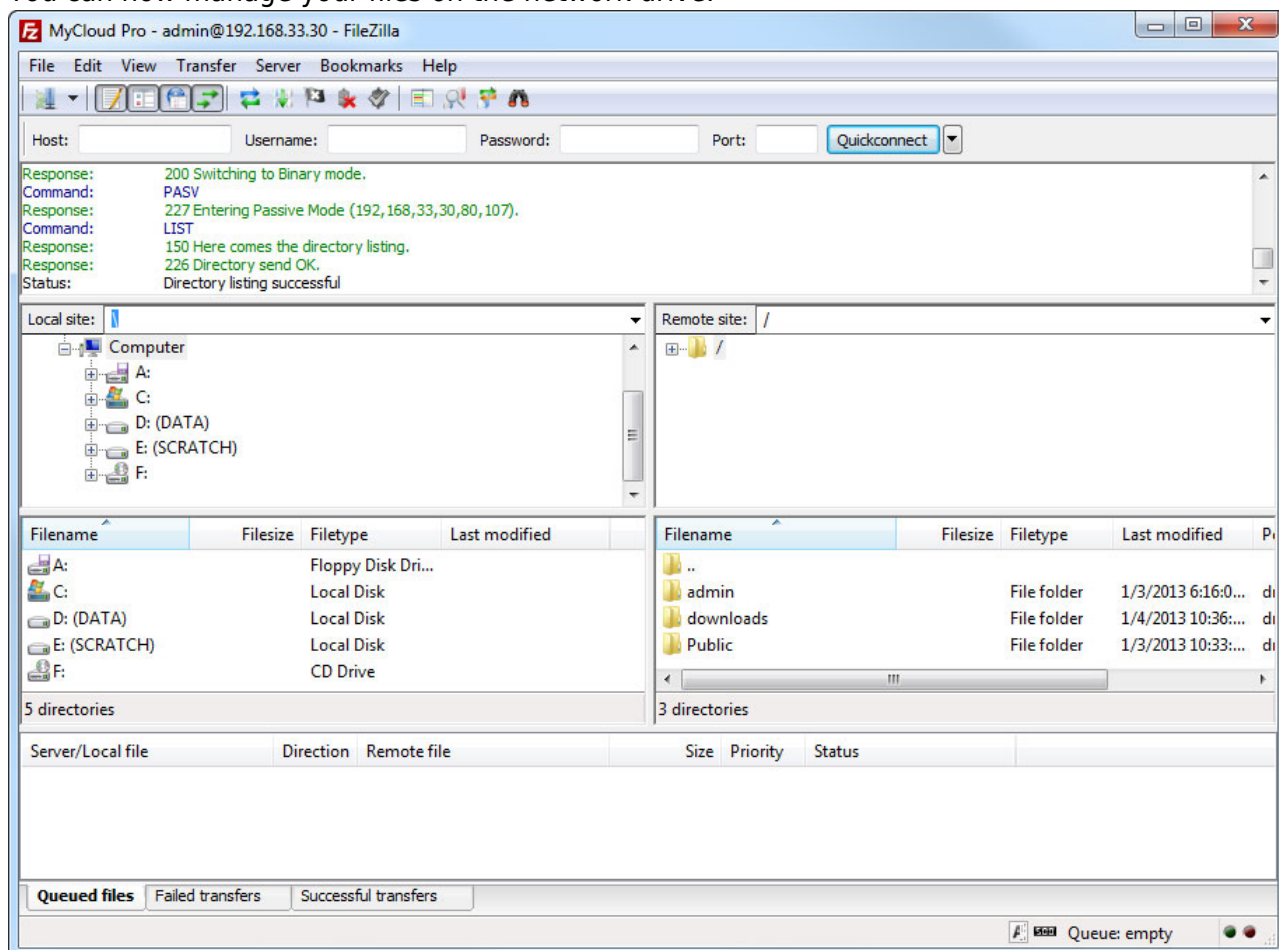 MyCloud Pro - admin@192.168.33.30 - FileZilla
File Edit View Transfer Server Bookmarks Help
Host: Username: Password: Port: Quickconnect
Response: 200 Switching to Binary mode.
Command: PASV
Response: 227 Entering Passive Mode (192,168,33,30,80,107).
Command: LIST
Response: 150 Here comes the directory listing.
Response: 226 Directory send OK.
Status: Directory listing successful
Local site: \
Computer
A:
C:
D: (DATA)
E: (SCRATCH)
F:
Remote site: /
/
Filename Filesize Filetype Last modified
A: Floppy Disk Dri...
C: Local Disk
D: (DATA) Local Disk
E: (SCRATCH) Local Disk
F: CD Drive
5 directories
Filename Filesize Filetype Last modified
..
admin File folder 1/3/2013 6:16:0...
downloads File folder 1/4/2013 10:36:...
Public File folder 1/3/2013 10:33:...
3 directories
Server/Local file Direction Remote file Size Priority Status
Queued files Failed transfers Successful transfers
Queue: empty